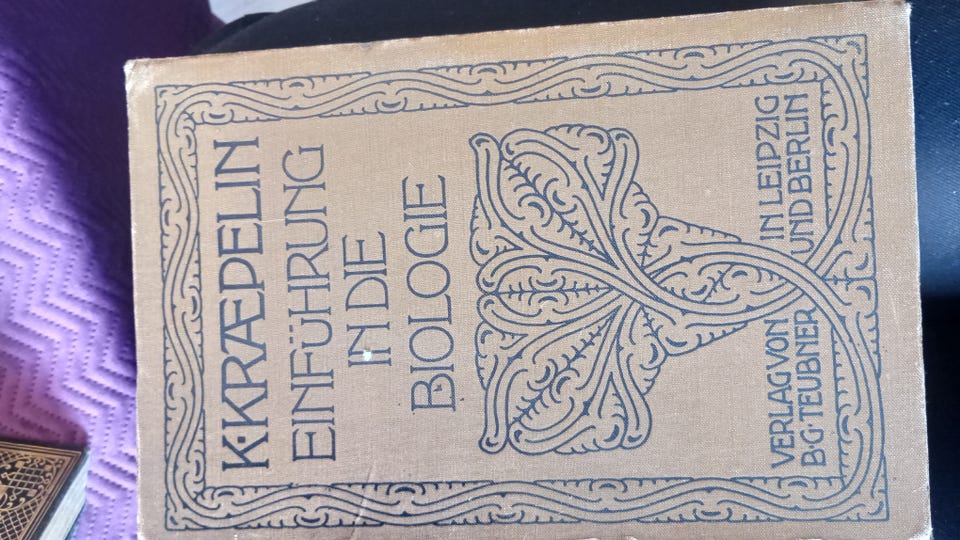 K·KRÆPELIN
EINFÜHRUNG
IN DIE
BIOLOGIE
VERLAG VON
B·G·TEUBNER
IN LEIPZIG
UND BERLIN